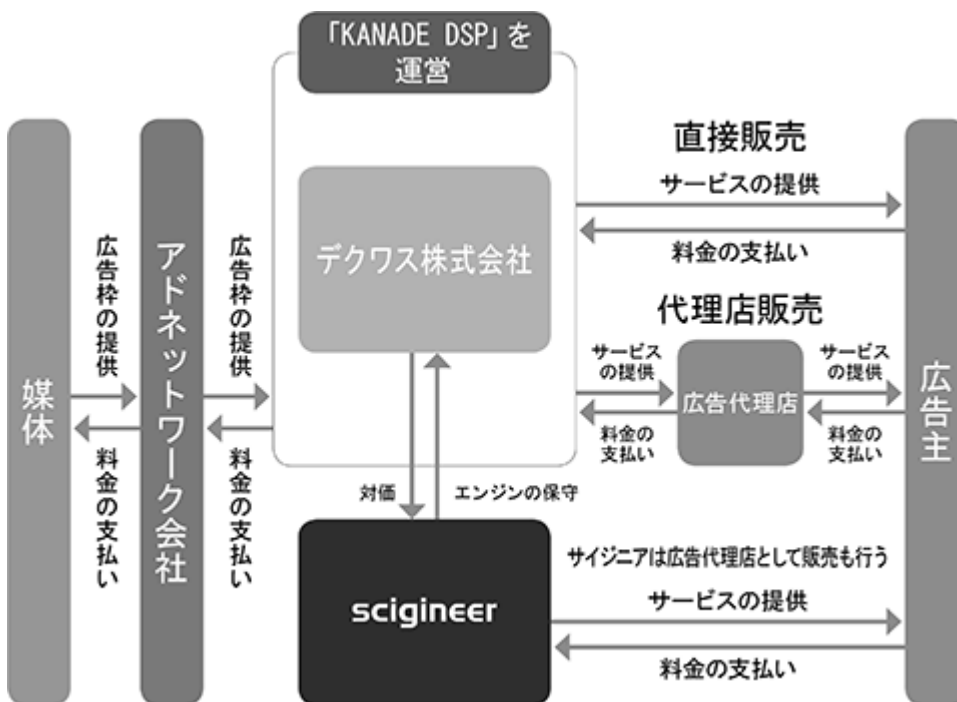 「KANADE DSP」を
運営
媒体
広告枠の提供
料金の支払い
アドネットワーク会社
広告枠の提供
料金の支払い
デクワス株式会社
対価
エンジンの保守
scigineer
直接販売
サービスの提供
料金の支払い
代理店販売
サービス
の提供
料金の
支払い
広告代理店
サービス
の提供
料金の
支払い
サイジニアは広告代理店として販売も行う
サービスの提供
料金の支払い
広告主